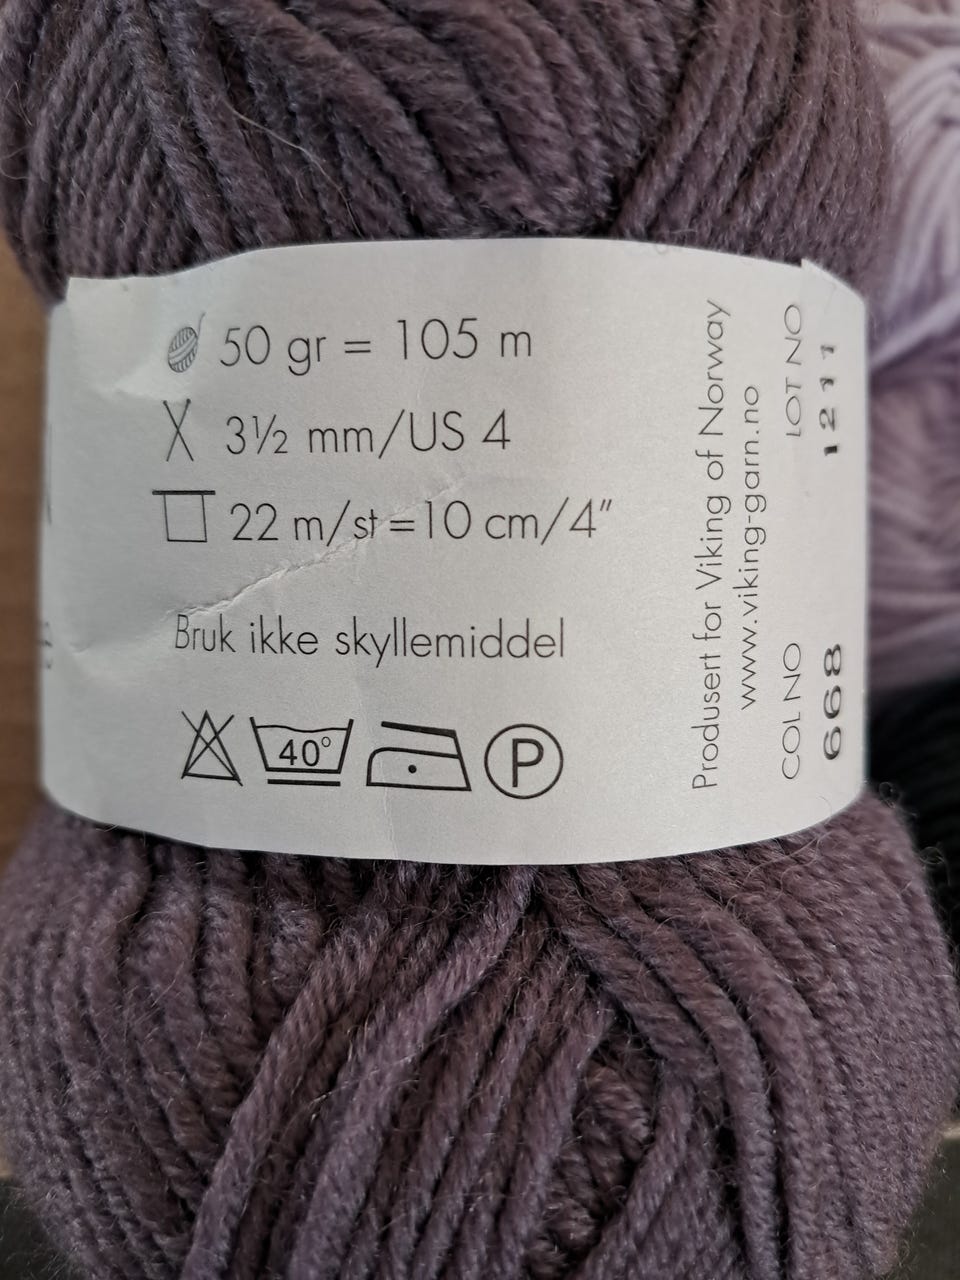 50 gr = 105 m
3½ mm/US 4
22 m/st =10 cm/4"
Bruk ikke skyllemiddel
40°
P
Produsert for Viking of Norway
www.viking-garn.no
COL NO LOT NO
668 1211